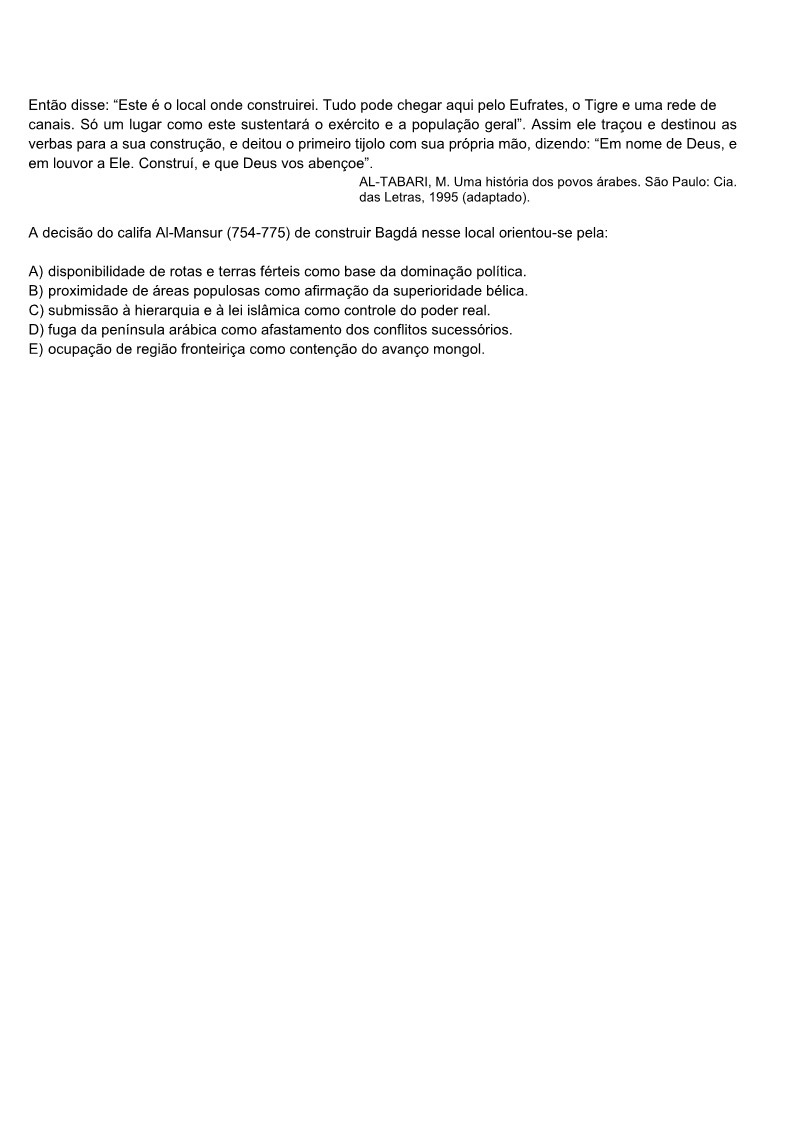 Então disse: “Este é o local onde construirei. Tudo pode chegar aqui pelo Eufrates, o Tigre e uma rede de
canais. Só um lugar como este sustentará o exército e a população geral”. Assim ele traçou e destinou as
verbas para a sua construção, e deitou o primeiro tijolo com sua própria mão, dizendo: “Em nome de Deus, e
em louvor a Ele. Construí, e que Deus vos abençoe”.
AL-TABARI, M. Uma história dos povos árabes. São Paulo: Cia.
das Letras, 1995 (adaptado).
A decisão do califa Al-Mansur (754-775) de construir Bagdá nesse local orientou-se pela:
A) disponibilidade de rotas e terras férteis como base da dominação política.
B) proximidade de áreas populosas como afirmação da superioridade bélica.
C) submissão à hierarquia e à lei islâmica como controle do poder real.
D) fuga da península arábica como afastamento dos conflitos sucessórios.
E) ocupação de região fronteiriça como contenção do avanço mongol.